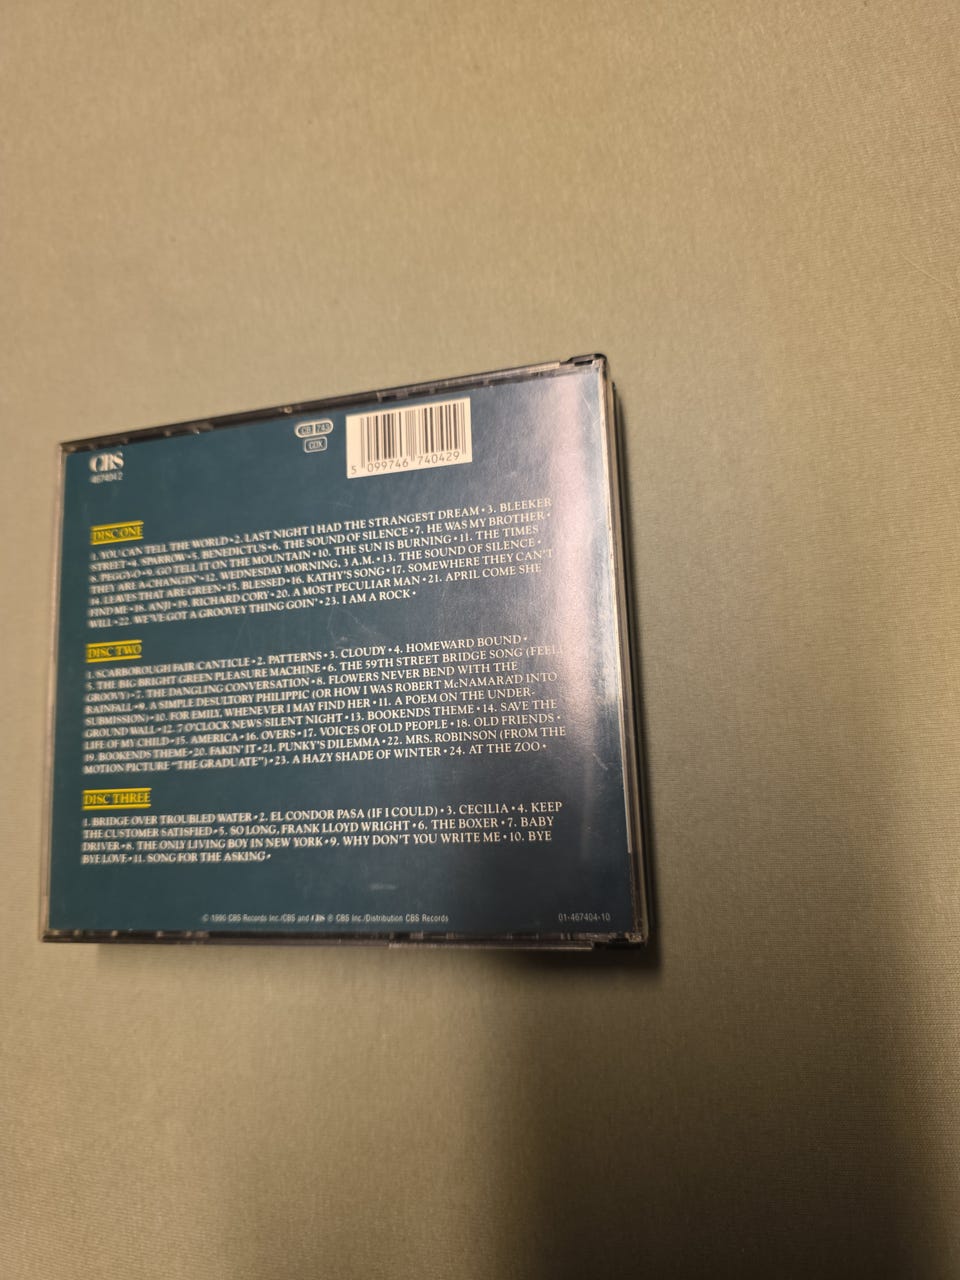 CBS
467404 2
CB 743
CDX
5 099746 740429
DISC ONE
1. YOU CAN TELL THE WORLD • 2. LAST NIGHT I HAD THE STRANGEST DREAM • 3. BLEEKER
STREET • 4. SPARROW • 5. BENEDICTUS • 6. THE SOUND OF SILENCE • 7. HE WAS MY BROTHER •
8. PEGGY-O • 9. GO TELL IT ON THE MOUNTAIN • 10. THE SUN IS BURNING • 11. THE TIMES
THEY ARE A-CHANGIN' • 12. WEDNESDAY MORNING, 3 A.M. • 13. THE SOUND OF SILENCE •
14. LEAVES THAT ARE GREEN • 15. BLESSED • 16. KATHY'S SONG • 17. SOMEWHERE THEY CAN'T
FIND ME • 18. ANJI • 19. RICHARD CORY • 20. A MOST PECULIAR MAN • 21. APRIL COME SHE
WILL • 22. WE'VE GOT A GROOVEY THING GOIN' • 23. I AM A ROCK •
DISC TWO
1. SCARBOROUGH FAIR/CANTICLE • 2. PATTERNS • 3. CLOUDY • 4. HOMEWARD BOUND •
5. THE BIG BRIGHT GREEN PLEASURE MACHINE • 6. THE 59TH STREET BRIDGE SONG (FEELIN'
GROOVY) • 7. THE DANGLING CONVERSATION • 8. FLOWERS NEVER BEND WITH THE
RAINFALL • 9. A SIMPLE DESULTORY PHILIPPIC (OR HOW I WAS ROBERT McNAMARA'D INTO
SUBMISSION) • 10. FOR EMILY, WHENEVER I MAY FIND HER • 11. A POEM ON THE UNDER-
GROUND WALL • 12. 7 O'CLOCK NEWS/SILENT NIGHT • 13. BOOKENDS THEME • 14. SAVE THE
LIFE OF MY CHILD • 15. AMERICA • 16. OVERS • 17. VOICES OF OLD PEOPLE • 18. OLD FRIENDS •
19. BOOKENDS THEME • 20. FAKIN' IT • 21. PUNKY'S DILEMMA • 22. MRS. ROBINSON (FROM THE
MOTION PICTURE "THE GRADUATE") • 23. A HAZY SHADE OF WINTER • 24. AT THE ZOO •
DISC THREE
1. BRIDGE OVER TROUBLED WATER • 2. EL CONDOR PASA (IF I COULD) • 3. CECILIA • 4. KEEP
THE CUSTOMER SATISFIED • 5. SO LONG, FRANK LLOYD WRIGHT • 6. THE BOXER • 7. BABY
DRIVER • 8. THE ONLY LIVING BOY IN NEW YORK • 9. WHY DON'T YOU WRITE ME • 10. BYE
BYE LOVE • 11. SONG FOR THE ASKING •
© 1990 CBS Records Inc./CBS and CBS ® CBS Inc./Distribution CBS Records
01-467404-10